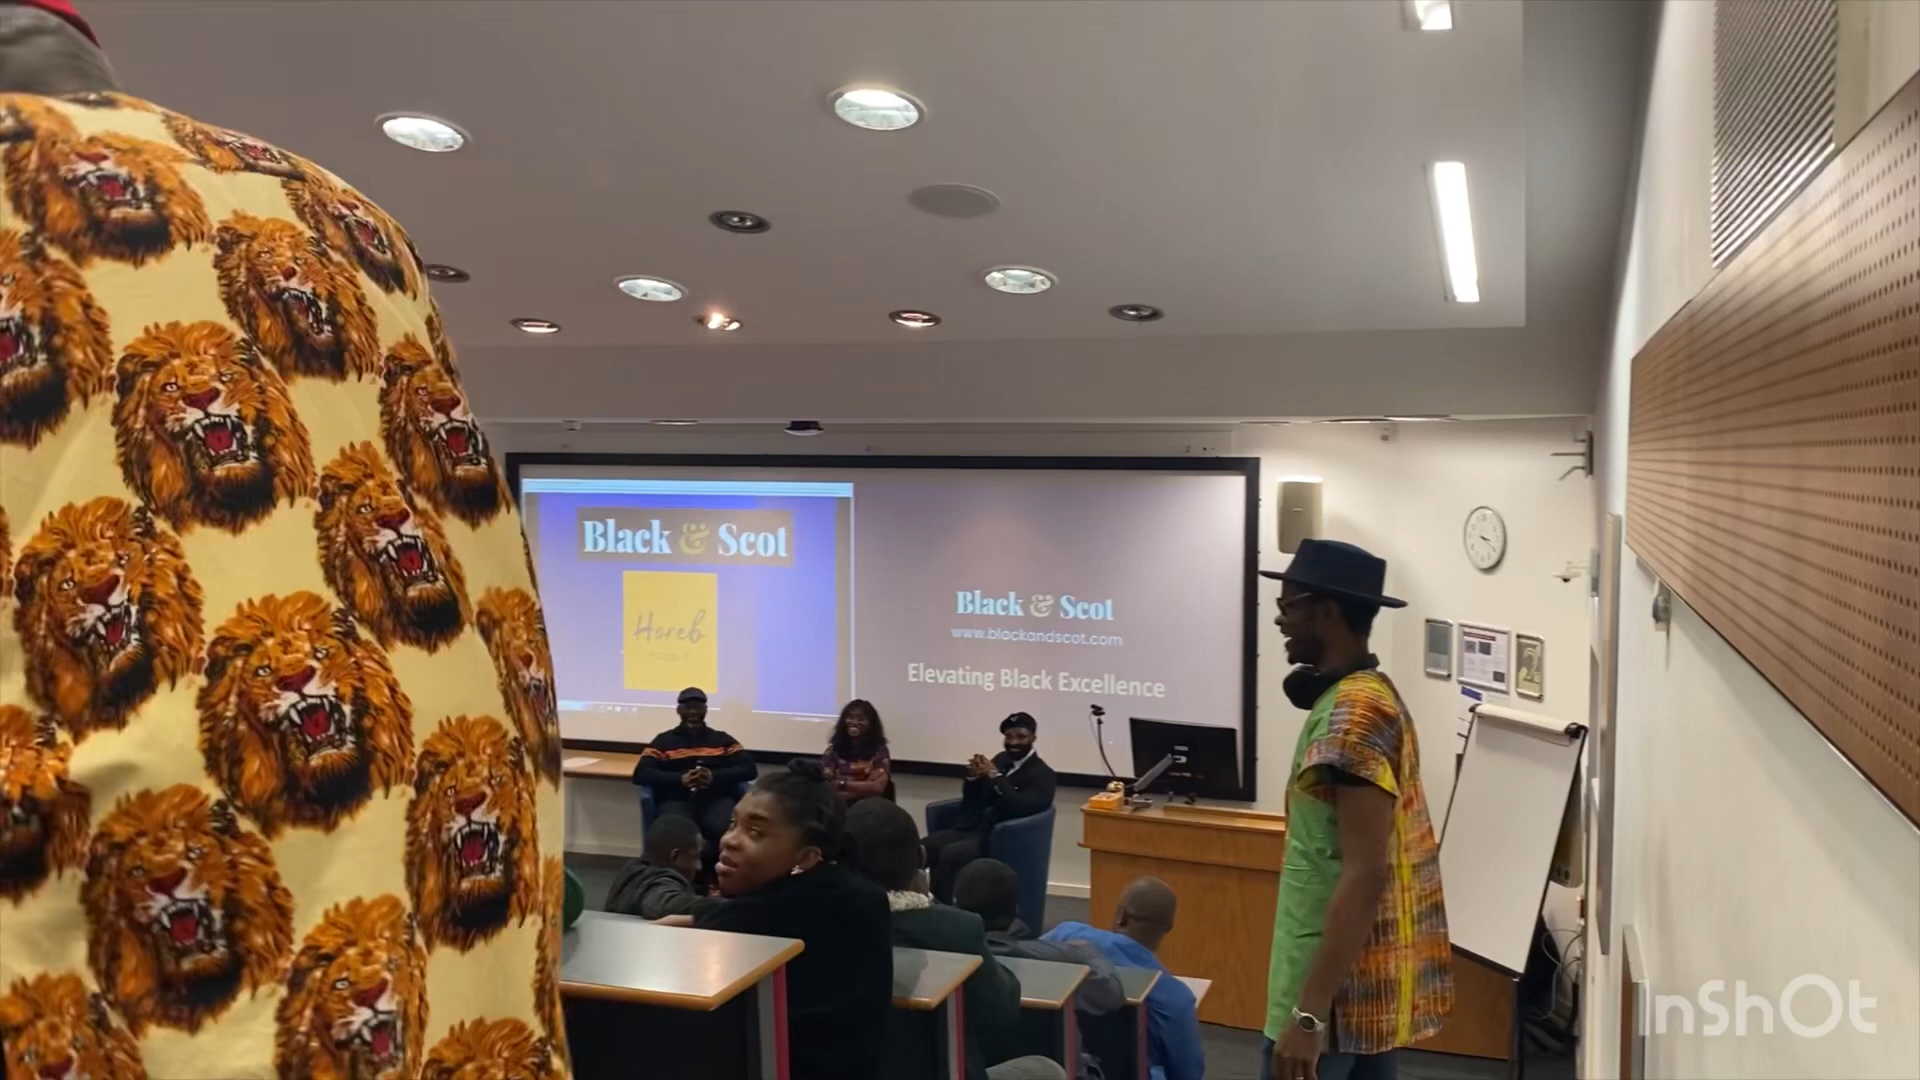 Black & Scot
Horeb
Black & Scot
www.blackandscot.com
Elevating Black Excellence
InShOt